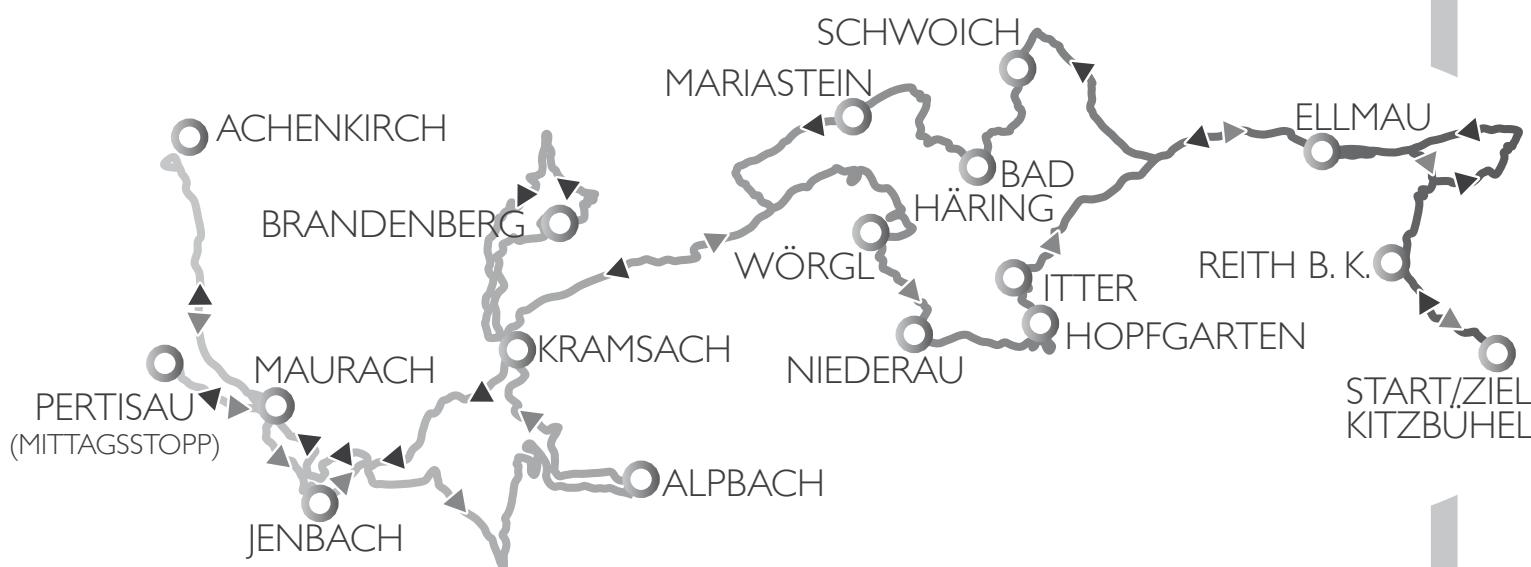 SCHWOICH
MARIASTEIN
ACHENKIRCH
ELLMAU
BAD
HÄRING
BRANDENBERG
WÖRGL
REITH B. K.
ITTER
HOPFGARTEN
KRAMSACH
NIEDERAU
MAURACH
PERTISAU
(MITTAGSSTOPP)
START/ZIEL
KITZBÜHEL
ALPBACH
JENBACH